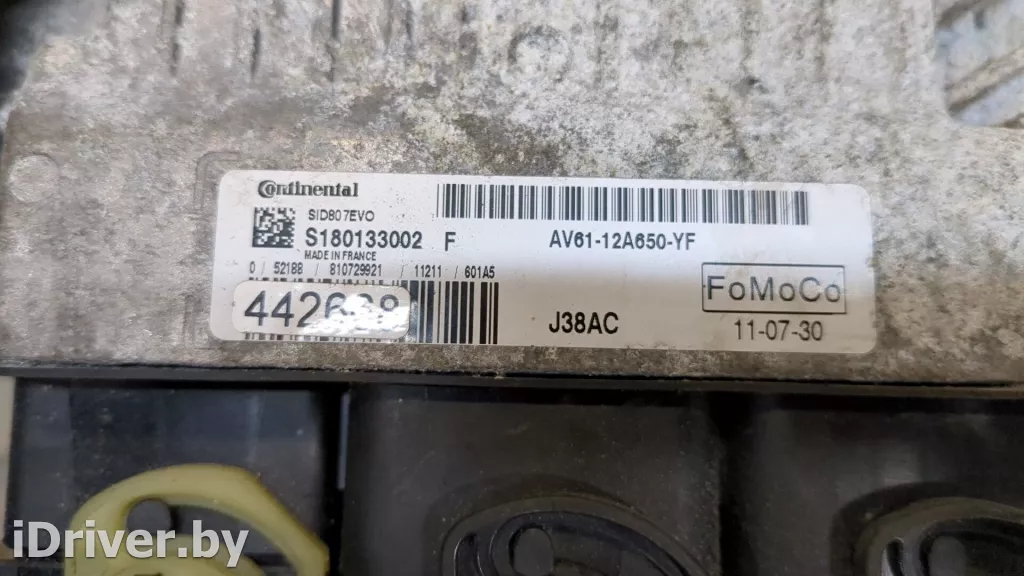 Continental
SID807EVO
S180133002 F
MADE IN FRANCE
AV61-12A650-YF
0 / 52188 / 810729921 / 11211 / 601A5
442698
J38AC
FoMoCo
11-07-30
iDriver.by